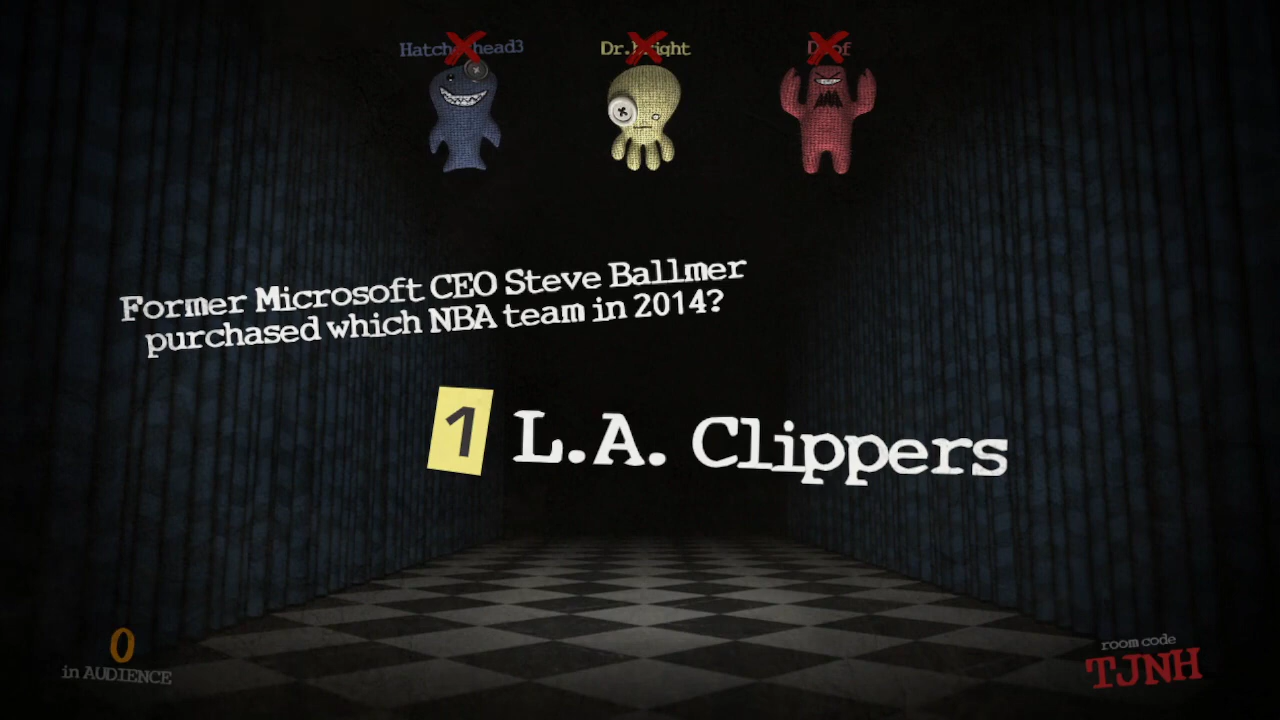 Dr.
Former Microsoft CEO Steve Ballmer
purchased which NBA team in 2014?
1 L.A. Clippers
0
in AUDIENCE
room code
TJNH